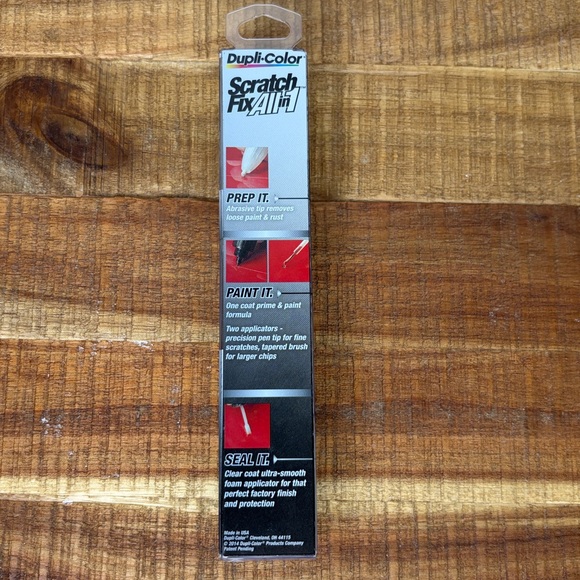 Dupli-Color
Scratch
Fix All in 1
PREP IT.
Abrasive tip removes
loose paint & rust
PAINT IT.
One coat prime & paint
formula
Two applicators -
precision pen tip for fine
scratches, tapered brush
for larger chips
SEAL IT.
Clear coat ultra-smooth
foam applicator for that
perfect factory finish
and protection
Made in USA
Dupli-Color® Cleveland, OH 44115
© 2014 Dupli-Color® Products Company
Patent Pending